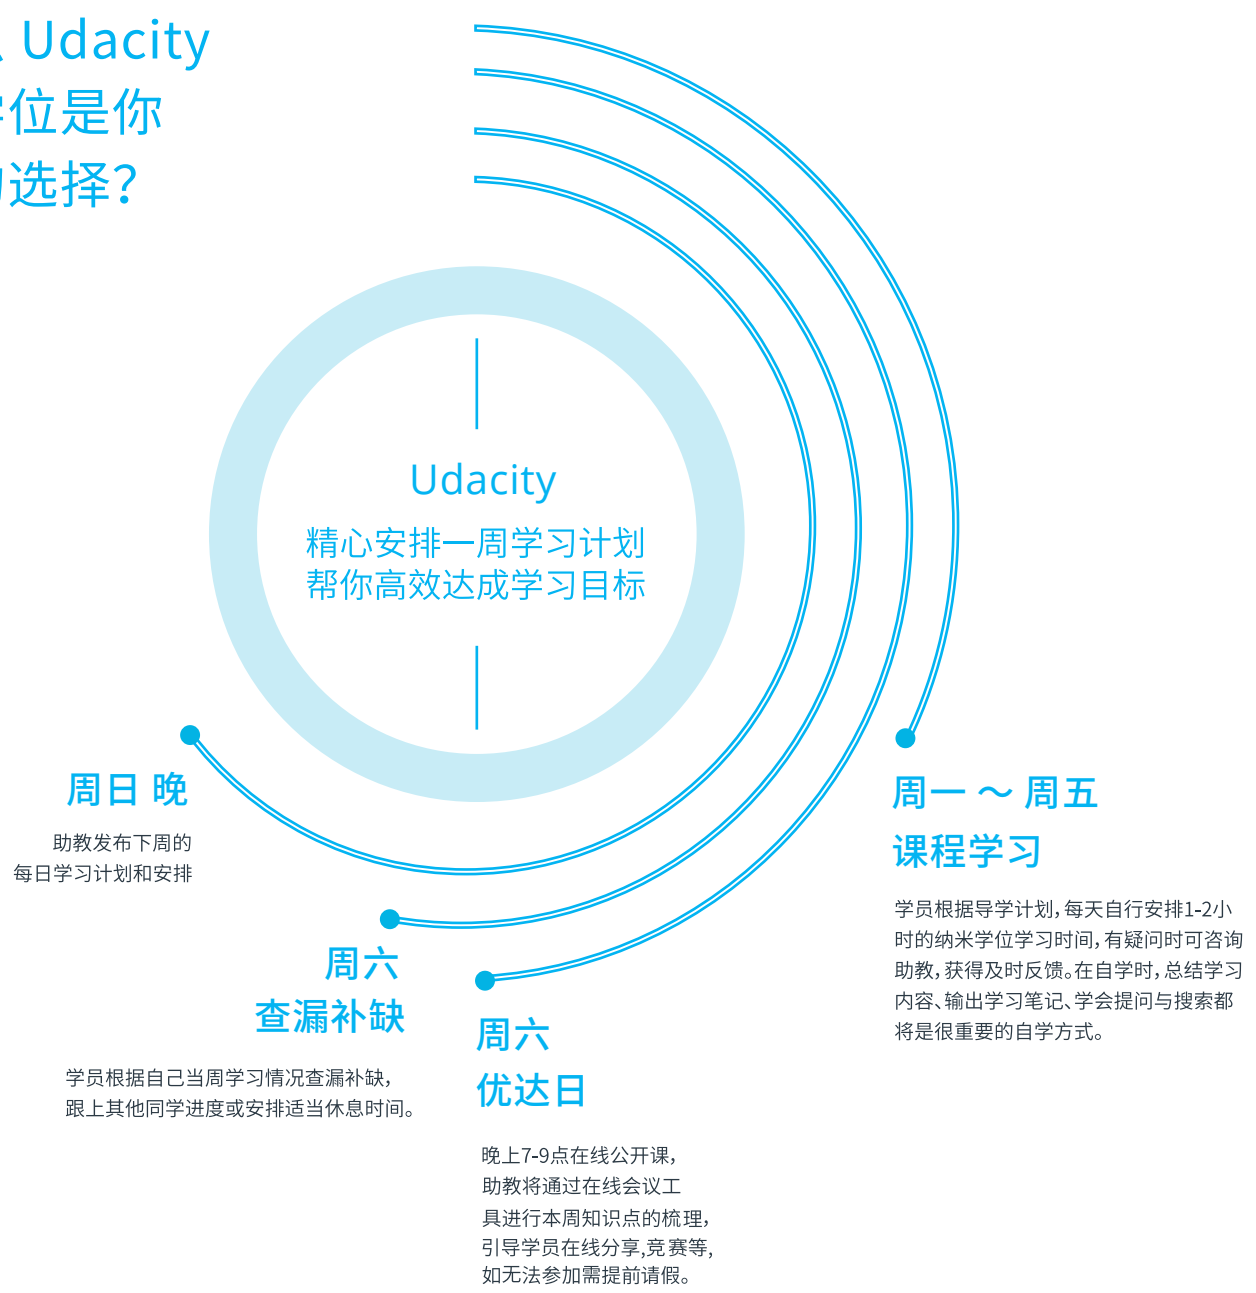 Udacity
学位是你
的选择？
Udacity
精心安排一周学习计划
帮你高效达成学习目标
周日 晚
助教发布下周的
每日学习计划和安排
周六
查漏补缺
学员根据自己当周学习情况查漏补缺，
跟上其他同学进度或安排适当休息时间。
周六
优达日
晚上7-9点在线公开课，
助教将通过在线会议工
具进行本周知识点的梳理，
引导学员在线分享,竞赛等,
如无法参加需提前请假。
周一 ～ 周五
课程学习
学员根据导学计划，每天自行安排1-2小
时的纳米学位学习时间，有疑问时可咨询
助教，获得及时反馈。在自学时，总结学习
内容、输出学习笔记、学会提问与搜索都
将是很重要的自学方式。